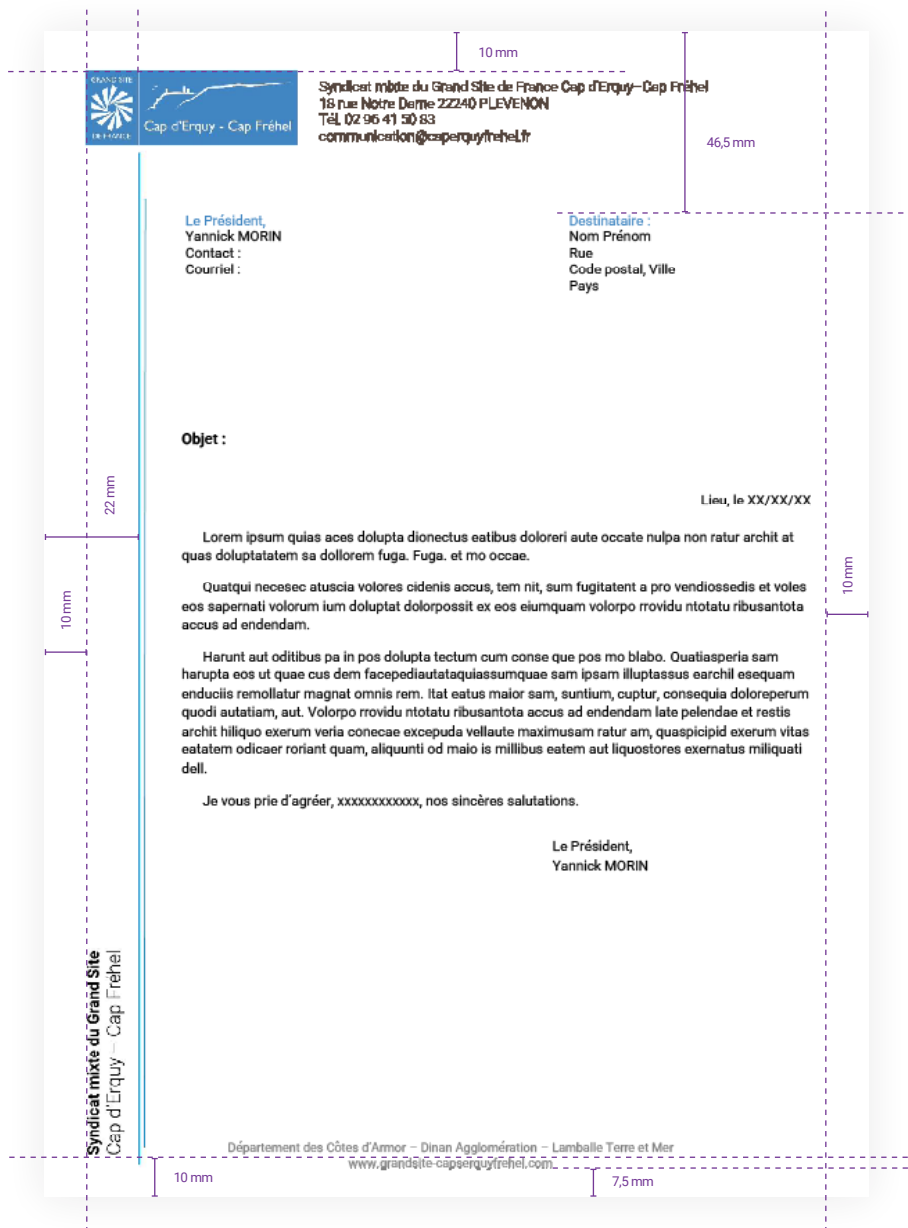 10 mm
GRAND SITE
DE FRANCE
Cap d'Erquy - Cap Fréhel
Syndicat mixte du Grand Site de France Cap d'Erquy–Cap Fréhel
18 rue Notre Dame 22240 PLEVENON
Tél. 02 96 41 50 83
communication@caperquyfrehel.fr
46,5 mm
Le Président,
Yannick MORIN
Contact :
Courriel :
Destinataire :
Nom Prénom
Rue
Code postal, Ville
Pays
Objet :
22 mm
Lieu, le XX/XX/XX
Lorem ipsum quias aces dolupta dionectus eatibus doloreri aute occate nulpa non ratur archit at
quas doluptatatem sa dollorem fuga. Fuga. et mo occae.
10 mm
10 mm
Quatqui necesec atuscia volores cidenis accus, tem nit, sum fugitatent a pro vendiossedis et voles
eos sapernati volorum ium doluptat dolorpossit ex eos eiumquam volorpo rrovidu ntotatu ribusantota
accus ad endendam.
Harunt aut oditibus pa in pos dolupta tectum cum conse que pos mo blabo. Quatiasperia sam
harupta eos ut quae cus dem facepediautataquiassumquae sam ipsam illuptassus earchil esequam
enduciis remollatur magnat omnis rem. Itat eatus maior sam, suntium, cuptur, consequia doloreperum
quodi autatiam, aut. Volorpo rrovidu ntotatu ribusantota accus ad endendam late pelendae et restis
archit hiliquo exerum veria conecae excepuda vellaute maximusam ratur am, quaspicipid exerum vitas
eatatem odicaer roriant quam, aliquunti od maio is millibus eatem aut liquostores exernatus miliquati
dell.
Je vous prie d'agréer, xxxxxxxxxxxx, nos sincères salutations.
Le Président,
Yannick MORIN
Syndicat mixte du Grand Site
Cap d'Erquy – Cap Fréhel
Département des Côtes d'Armor – Dinan Agglomération – Lamballe Terre et Mer
www.grandsite-capserquyfrehel.com
10 mm
7,5 mm